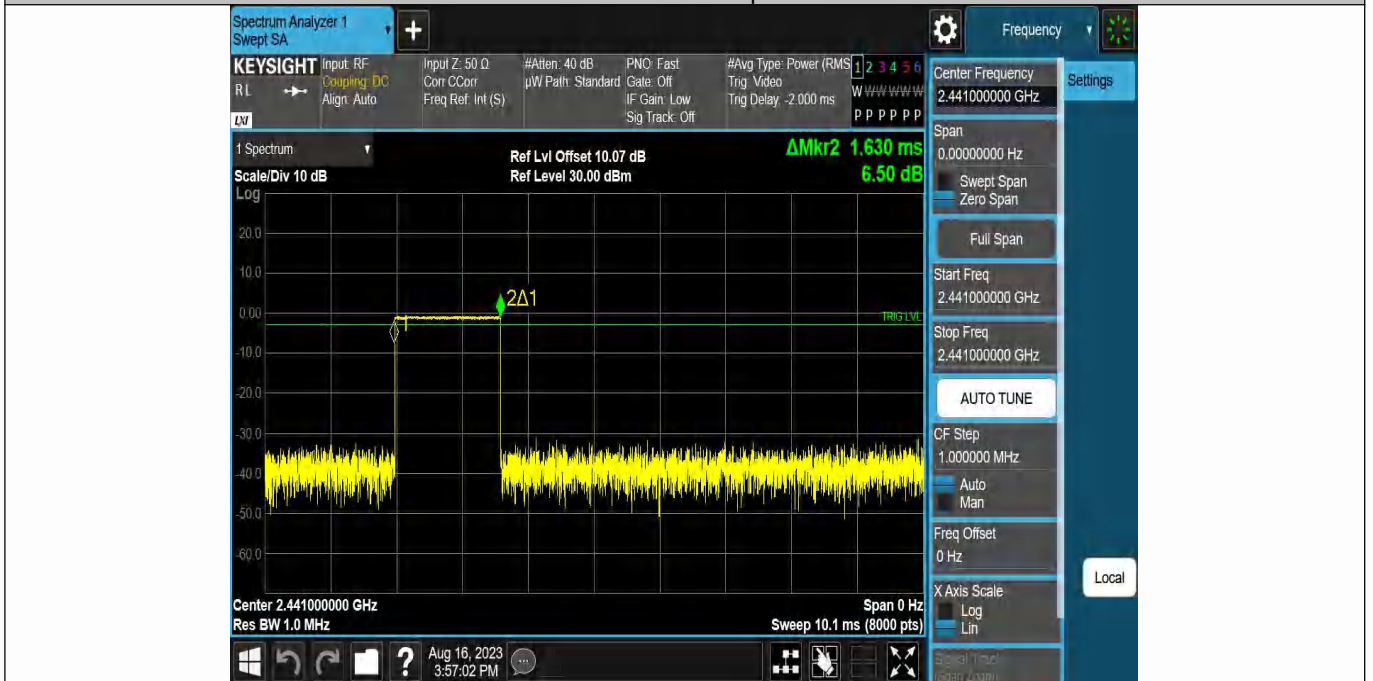 Spectrum Analyzer 1
Swept SA
+
Frequency
KEYSIGHT
RL
LXI
Input: RF
Coupling: DC
Align: Auto
Input Z: 50 Ω
Corr CCorr
Freq Ref: Int (S)
#Atten: 40 dB
µW Path: Standard
PNO: Fast
Gate: Off
IF Gain: Low
Sig Track: Off
#Avg Type: Power (RMS
Trig: Video
Trig Delay: -2.000 ms
1 2 3 4 5 6
W W W W W W
P P P P P P
Center Frequency
2.441000000 GHz
Settings
Span
0.00000000 Hz
Swept Span
Zero Span
Full Span
Start Freq
2.441000000 GHz
Stop Freq
2.441000000 GHz
AUTO TUNE
CF Step
1.000000 MHz
Auto
Man
Freq Offset
0 Hz
X Axis Scale
Log
Lin
Signal Track
(Span Zoom)
Local
1 Spectrum
Scale/Div 10 dB
Log
Ref Lvl Offset 10.07 dB
Ref Level 30.00 dBm
ΔMkr2 1.630 ms
6.50 dB
20.0
10.0
0.00
-10.0
-20.0
-30.0
-40.0
-50.0
-60.0
2Δ1
1
TRIG LVL
Center 2.441000000 GHz
Res BW 1.0 MHz
Span 0 Hz
Sweep 10.1 ms (8000 pts)
?
Aug 16, 2023
3:57:02 PM